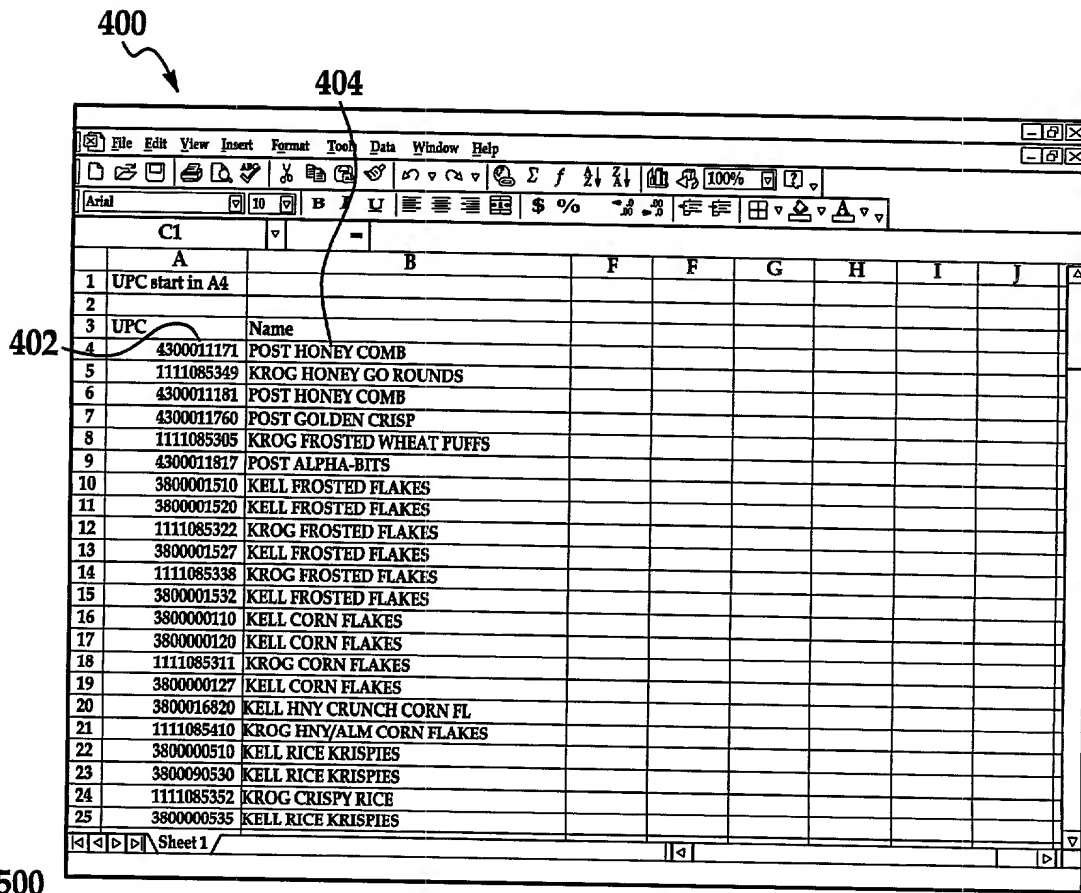 400
404
File Edit View Insert Format Tools Data Window Help
100%
Arial 10 B I U $ %
C1 =
A B F F G H I J
1 UPC start in A4
2
3 UPC Name
402
4 4300011171 POST HONEY COMB
5 1111085349 KROG HONEY GO ROUNDS
6 4300011181 POST HONEY COMB
7 4300011760 POST GOLDEN CRISP
8 1111085305 KROG FROSTED WHEAT PUFFS
9 4300011817 POST ALPHA-BITS
10 3800001510 KELL FROSTED FLAKES
11 3800001520 KELL FROSTED FLAKES
12 1111085322 KROG FROSTED FLAKES
13 3800001527 KELL FROSTED FLAKES
14 1111085338 KROG FROSTED FLAKES
15 3800001532 KELL FROSTED FLAKES
16 3800000110 KELL CORN FLAKES
17 3800000120 KELL CORN FLAKES
18 1111085311 KROG CORN FLAKES
19 3800000127 KELL CORN FLAKES
20 3800016820 KELL HNY CRUNCH CORN FL
21 1111085410 KROG HNY/ALM CORN FLAKES
22 3800000510 KELL RICE KRISPIES
23 3800090530 KELL RICE KRISPIES
24 1111085352 KROG CRISPY RICE
25 3800000535 KELL RICE KRISPIES
Sheet 1
500